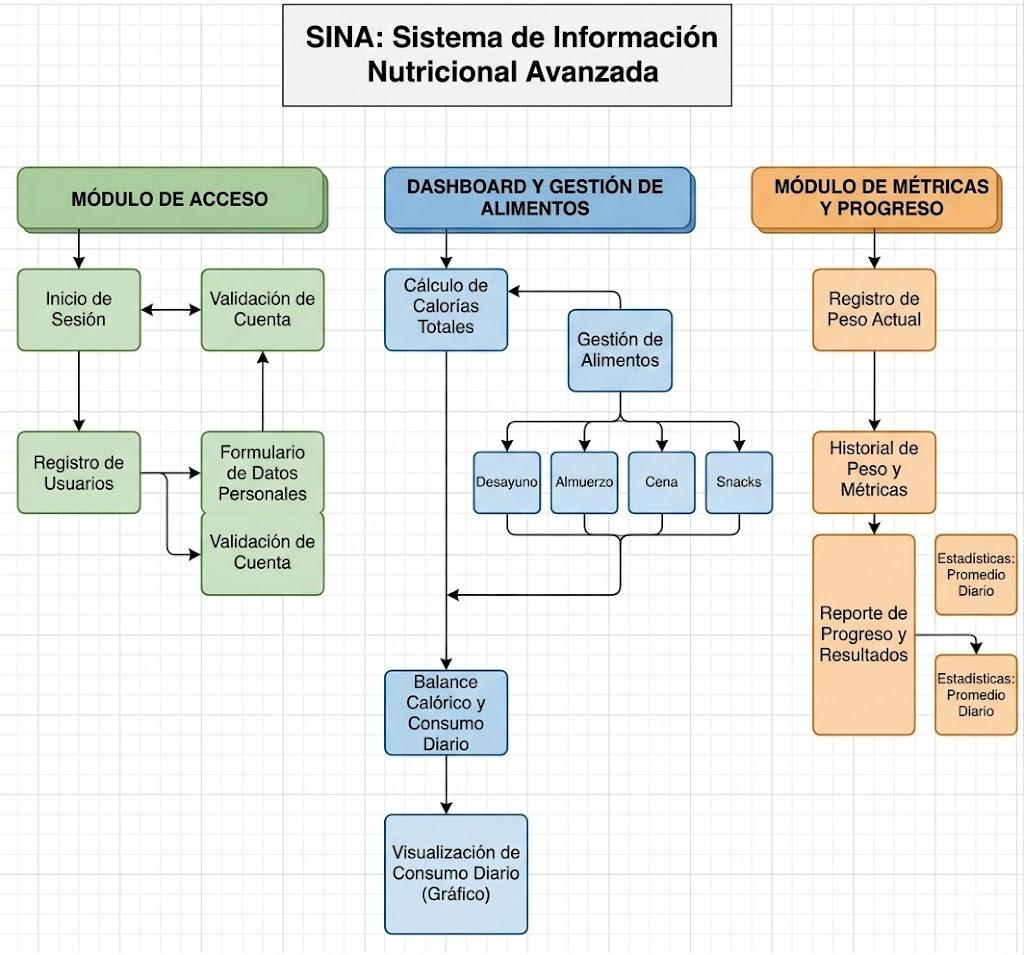 SINA: Sistema de Información
Nutricional Avanzada
MÓDULO DE ACCESO
Inicio de
Sesión
Validación de
Cuenta
Registro de
Usuarios
Formulario
de Datos
Personales
Validación de
Cuenta
DASHBOARD Y GESTIÓN DE
ALIMENTOS
Cálculo de
Calorías
Totales
Gestión de
Alimentos
Desayuno
Almuerzo
Cena
Snacks
Balance
Calórico y
Consumo
Diario
Visualización de
Consumo Diario
(Gráfico)
MÓDULO DE MÉTRICAS
Y PROGRESO
Registro de
Peso Actual
Historial de
Peso y
Métricas
Reporte de
Progreso y
Resultados
Estadísticas:
Promedio
Diario
Estadísticas:
Promedio
Diario